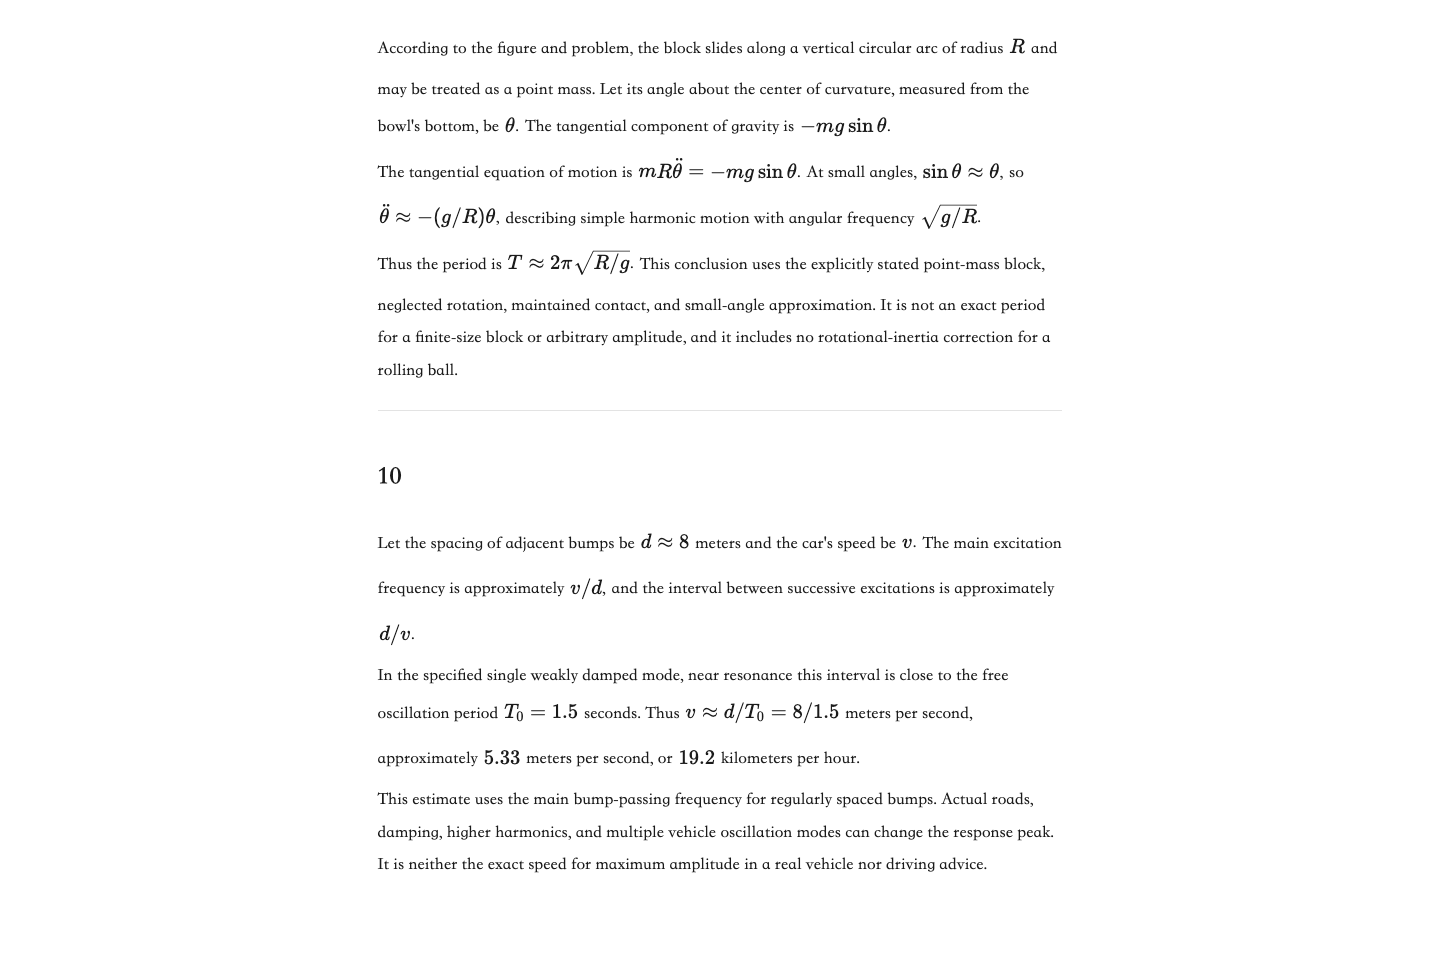 According to the figure and problem, the block slides along a vertical circular arc of radius R and
may be treated as a point mass. Let its angle about the center of curvature, measured from the
bowl's bottom, be θ. The tangential component of gravity is −mg sin θ.
The tangential equation of motion is mRθ̈ = −mg sin θ. At small angles, sin θ ≈ θ, so
θ̈ ≈ −(g/R)θ, describing simple harmonic motion with angular frequency √(g/R).
Thus the period is T ≈ 2π√(R/g). This conclusion uses the explicitly stated point-mass block,
neglected rotation, maintained contact, and small-angle approximation. It is not an exact period
for a finite-size block or arbitrary amplitude, and it includes no rotational-inertia correction for a
rolling ball.
10
Let the spacing of adjacent bumps be d ≈ 8 meters and the car's speed be v. The main excitation
frequency is approximately v/d, and the interval between successive excitations is approximately
d/v.
In the specified single weakly damped mode, near resonance this interval is close to the free
oscillation period T₀ = 1.5 seconds. Thus v ≈ d/T₀ = 8/1.5 meters per second,
approximately 5.33 meters per second, or 19.2 kilometers per hour.
This estimate uses the main bump-passing frequency for regularly spaced bumps. Actual roads,
damping, higher harmonics, and multiple vehicle oscillation modes can change the response peak.
It is neither the exact speed for maximum amplitude in a real vehicle nor driving advice.